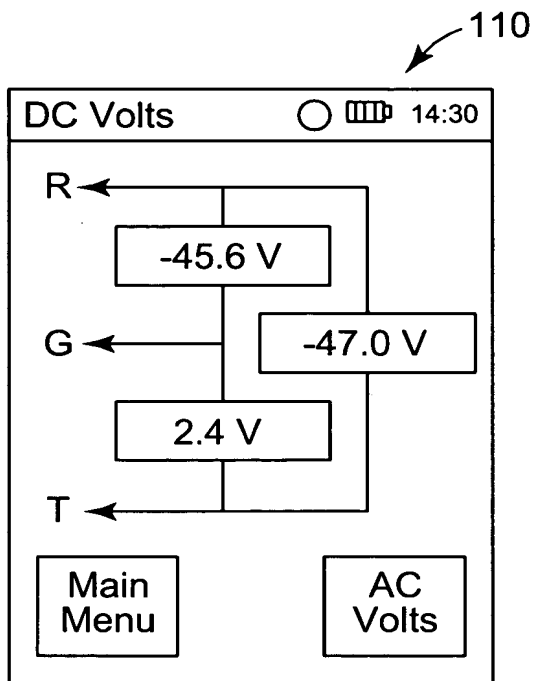 110
DC Volts 14:30
R
-45.6 V
G
-47.0 V
2.4 V
T
Main
Menu
AC
Volts